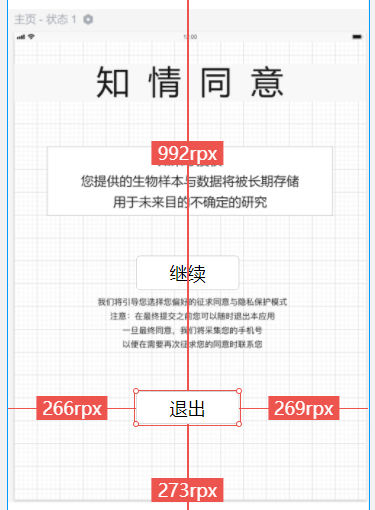 主页 - 状态 1
知情同意
992rpx
您提供的生物样本与数据将被长期存储
用于未来目的不确定的研究
继续
我们将引导您选择您偏好的征求同意与隐私保护模式
注意：在最终提交之前您可以随时退出本应用
一旦最终同意，我们将采集您的手机号
以便在需要再次征求您的同意时联系您
266rpx
退出
269rpx
273rpx